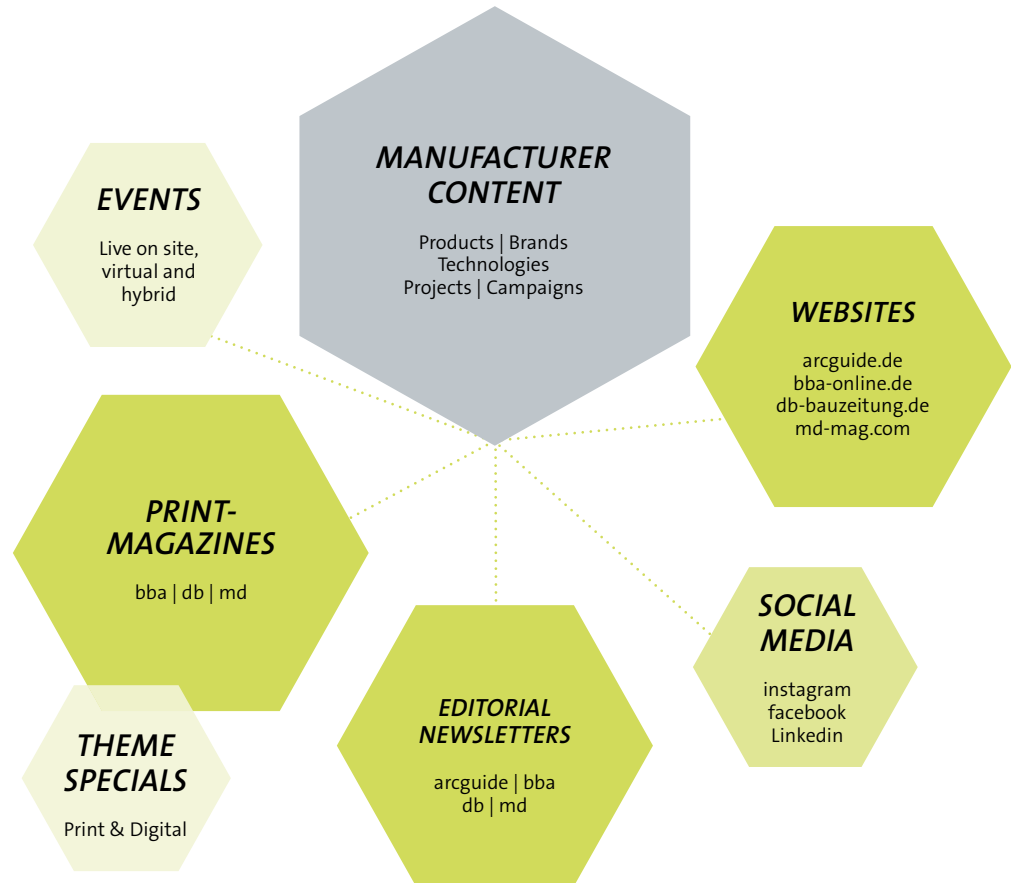 MANUFACTURER
CONTENT
Products | Brands
Technologies
Projects | Campaigns
EVENTS
Live on site,
virtual and
hybrid
WEBSITES
arcguide.de
bba-online.de
db-bauzeitung.de
md-mag.com
PRINT-
MAGAZINES
bba | db | md
SOCIAL
MEDIA
instagram
facebook
Linkedin
EDITORIAL
NEWSLETTERS
arcguide | bba
db | md
THEME
SPECIALS
Print & Digital